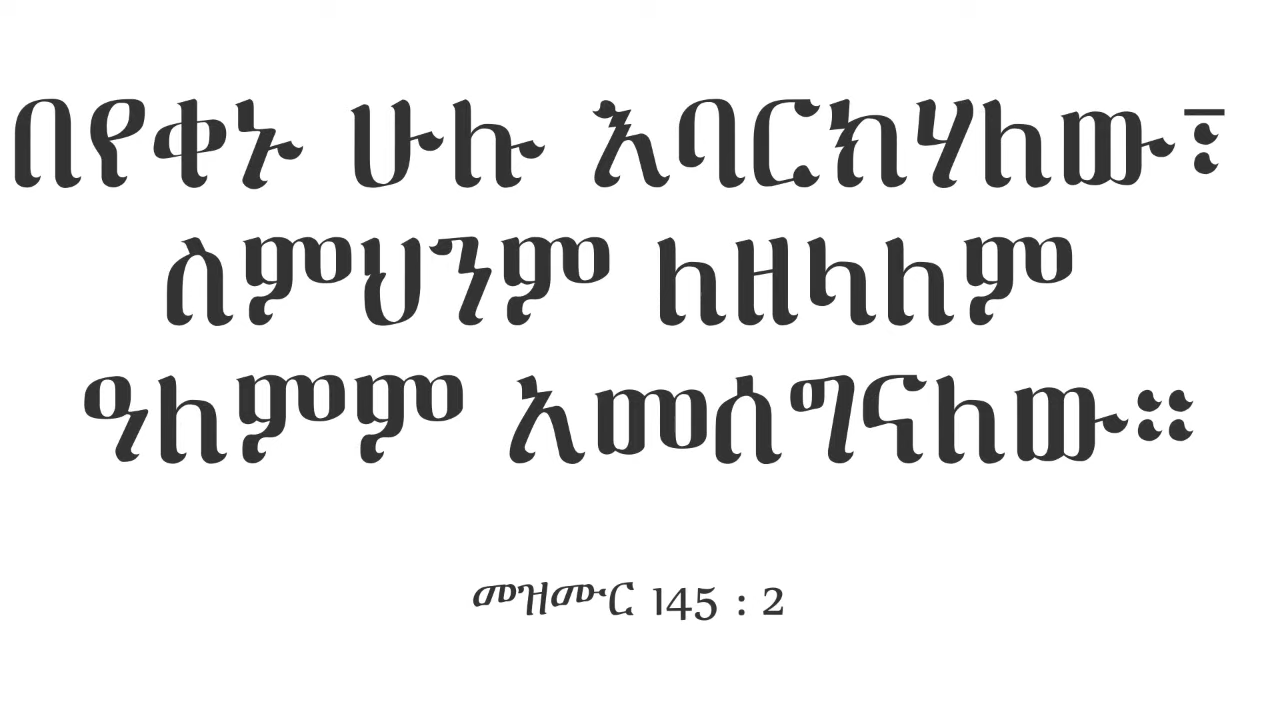 በየቀኑ ሁሉ እባርክሃለው፤
ስምህንም ለዘላለም
ዓለምም አመሰግናለው።
መዝሙር 145 : 2